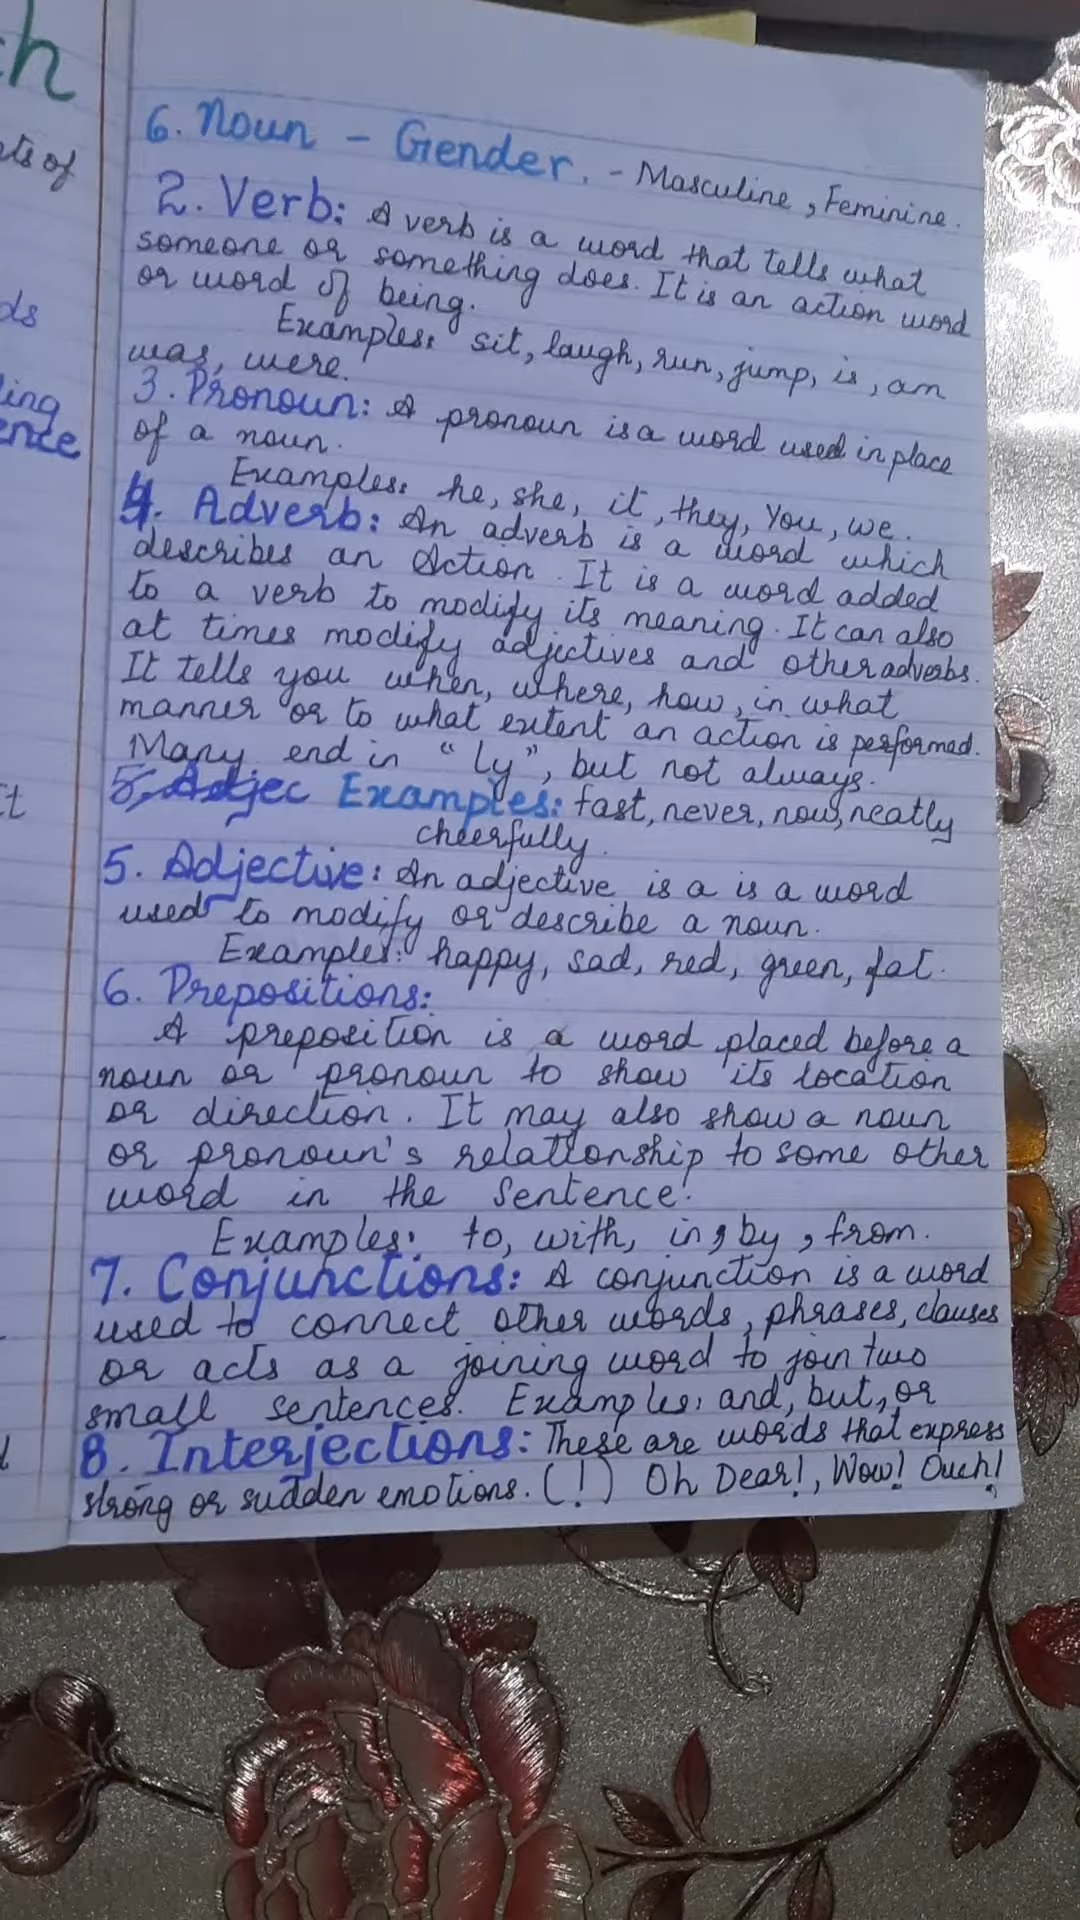 ch
nts of
ds
ling
ence
t
6. Noun - Gender. - Masculine, Feminine.
2. Verb: A verb is a word that tells what
someone or something does. It is an action word
or word of being.
Examples: sit, laugh, run, jump, is, am
was, were.
3. Pronoun: A pronoun is a word used in place
of a noun.
Examples: he, she, it, they, You, we.
4. Adverb: An adverb is a word which
describes an Action. It is a word added
to a verb to modify its meaning. It can also
at times modify adjectives and other adverbs.
It tells you when, where, how, in what
manner or to what extent an action is performed.
Many end in "ly", but not always.
5, Adjec Examples: fast, never, now, neatly
cheerfully.
5. Adjective: An adjective is a is a word
used to modify or describe a noun.
Examples: happy, sad, red, green, fat.
6. Prepositions:
A preposition is a word placed before a
noun or pronoun to show its location
or direction. It may also show a noun
or pronoun's relationship to some other
word in the Sentence.
Examples: to, with, in, by, from.
7. Conjunctions: A conjunction is a word
used to connect other words, phrases, clauses
or acts as a joining word to join two
small sentences. Examples: and, but, or
8. Interjections: These are words that express
strong or sudden emotions. (!) Oh Dear!, Wow! Ouch!